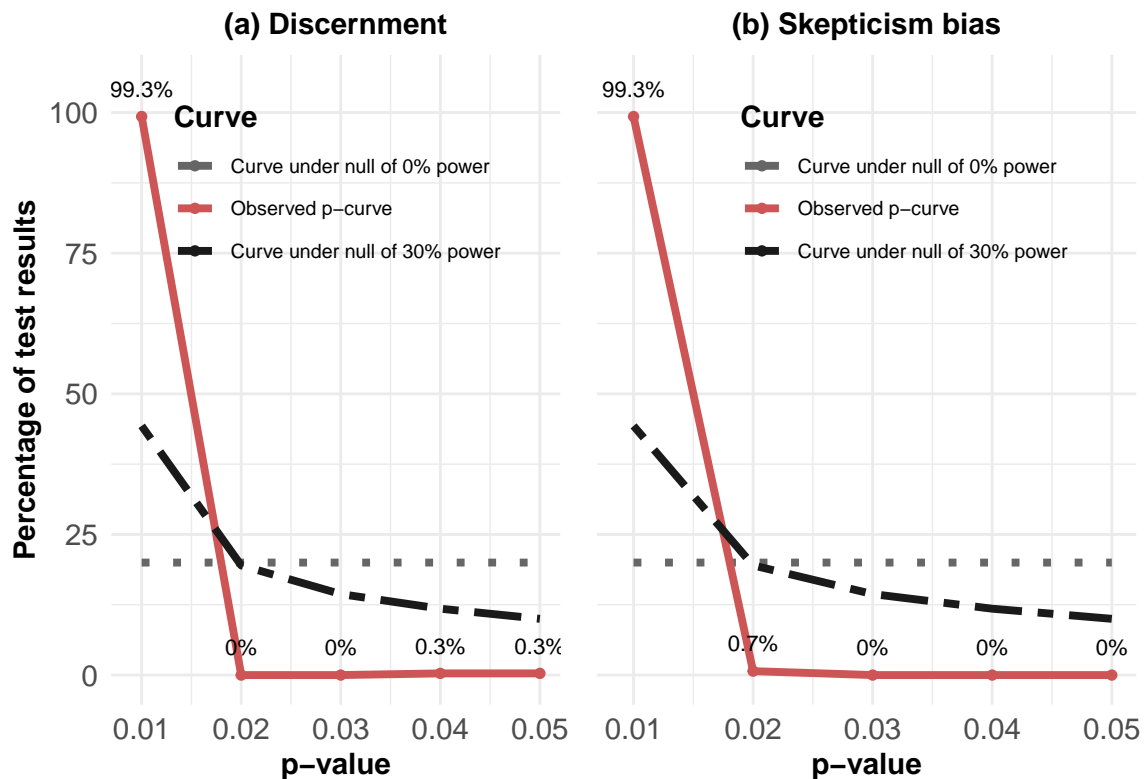 (a) Discernment
99.3%
Curve
Curve under null of 0% power
Observed p−curve
Curve under null of 30% power
0%
0%
0.3%
0.3%
100
75
50
25
0
Percentage of test results
0.01
0.02
0.03
0.04
0.05
p−value
(b) Skepticism bias
99.3%
Curve
Curve under null of 0% power
Observed p−curve
Curve under null of 30% power
0.7%
0%
0%
0%
0.01
0.02
0.03
0.04
0.05
p−value